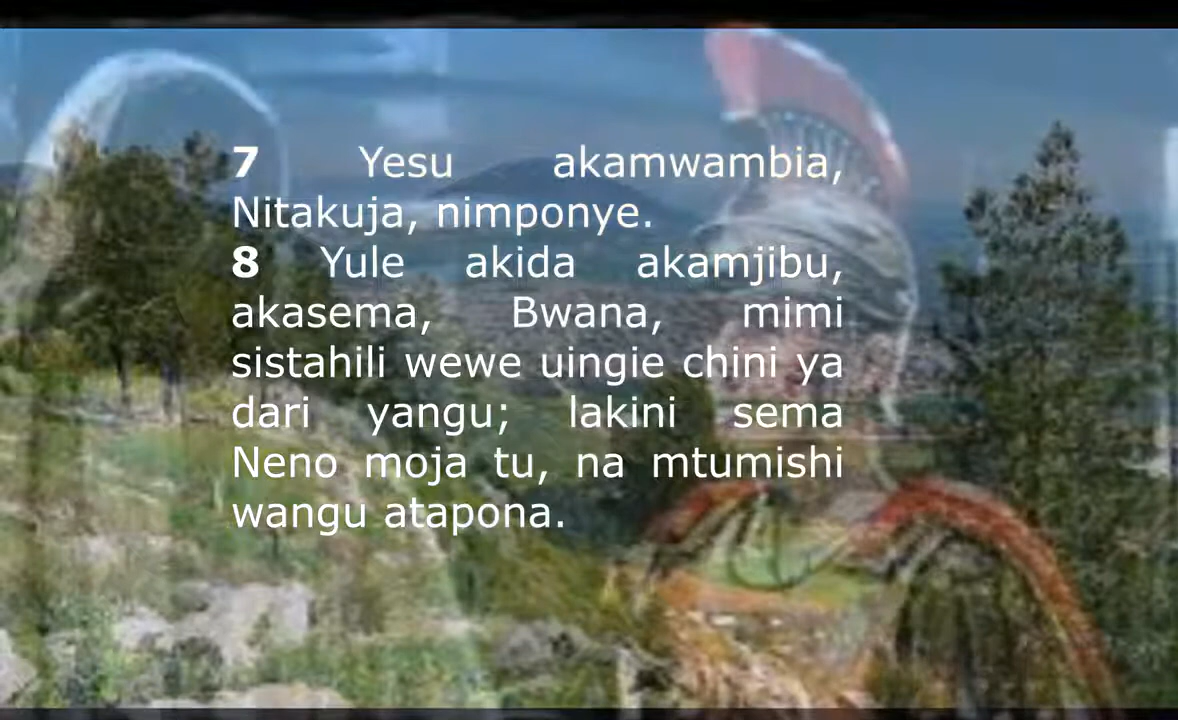 7 Yesu akamwambia,
Nitakuja, nimponye.
8 Yule akida akamjibu,
akasema, Bwana, mimi
sistahili wewe uingie chini ya
dari yangu; lakini sema
Neno moja tu, na mtumishi
wangu atapona.